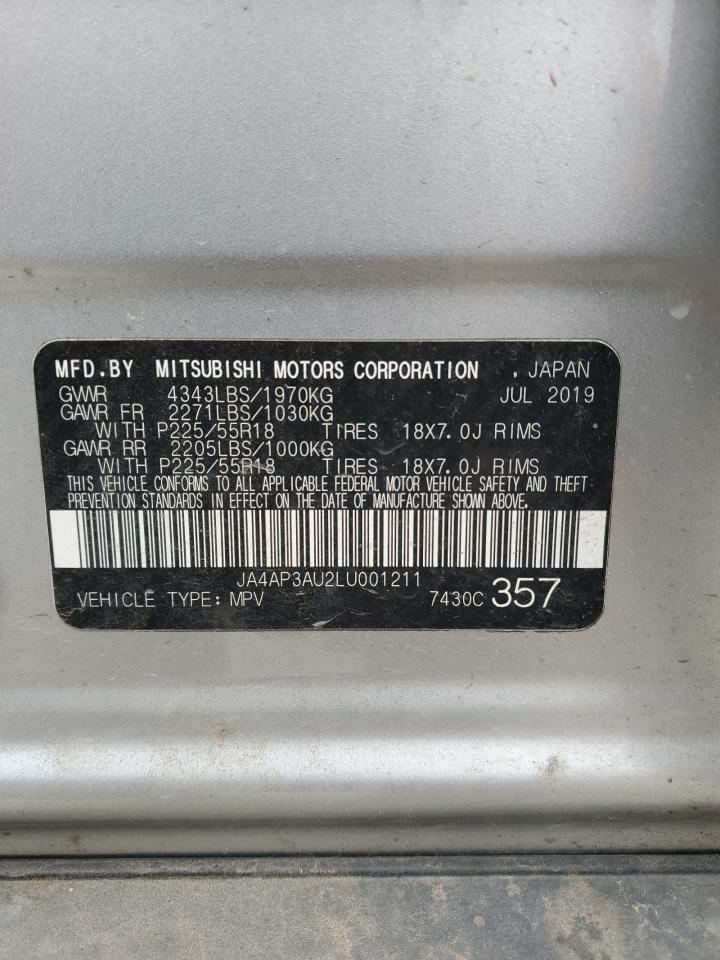 MFD.BY MITSUBISHI MOTORS CORPORATION . JAPAN
GVWR 4343LBS/1970KG JUL 2019
GAWR FR 2271LBS/1030KG
WITH P225/55R18 TIRES 18X7.0J RIMS
GAWR RR 2205LBS/1000KG
WITH P225/55R18 TIRES 18X7.0J RIMS
THIS VEHICLE CONFORMS TO ALL APPLICABLE FEDERAL MOTOR VEHICLE SAFETY AND THEFT
PREVENTION STANDARDS IN EFFECT ON THE DATE OF MANUFACTURE SHOWN ABOVE.
JA4AP3AU2LU001211
VEHICLE TYPE: MPV 7430C 357